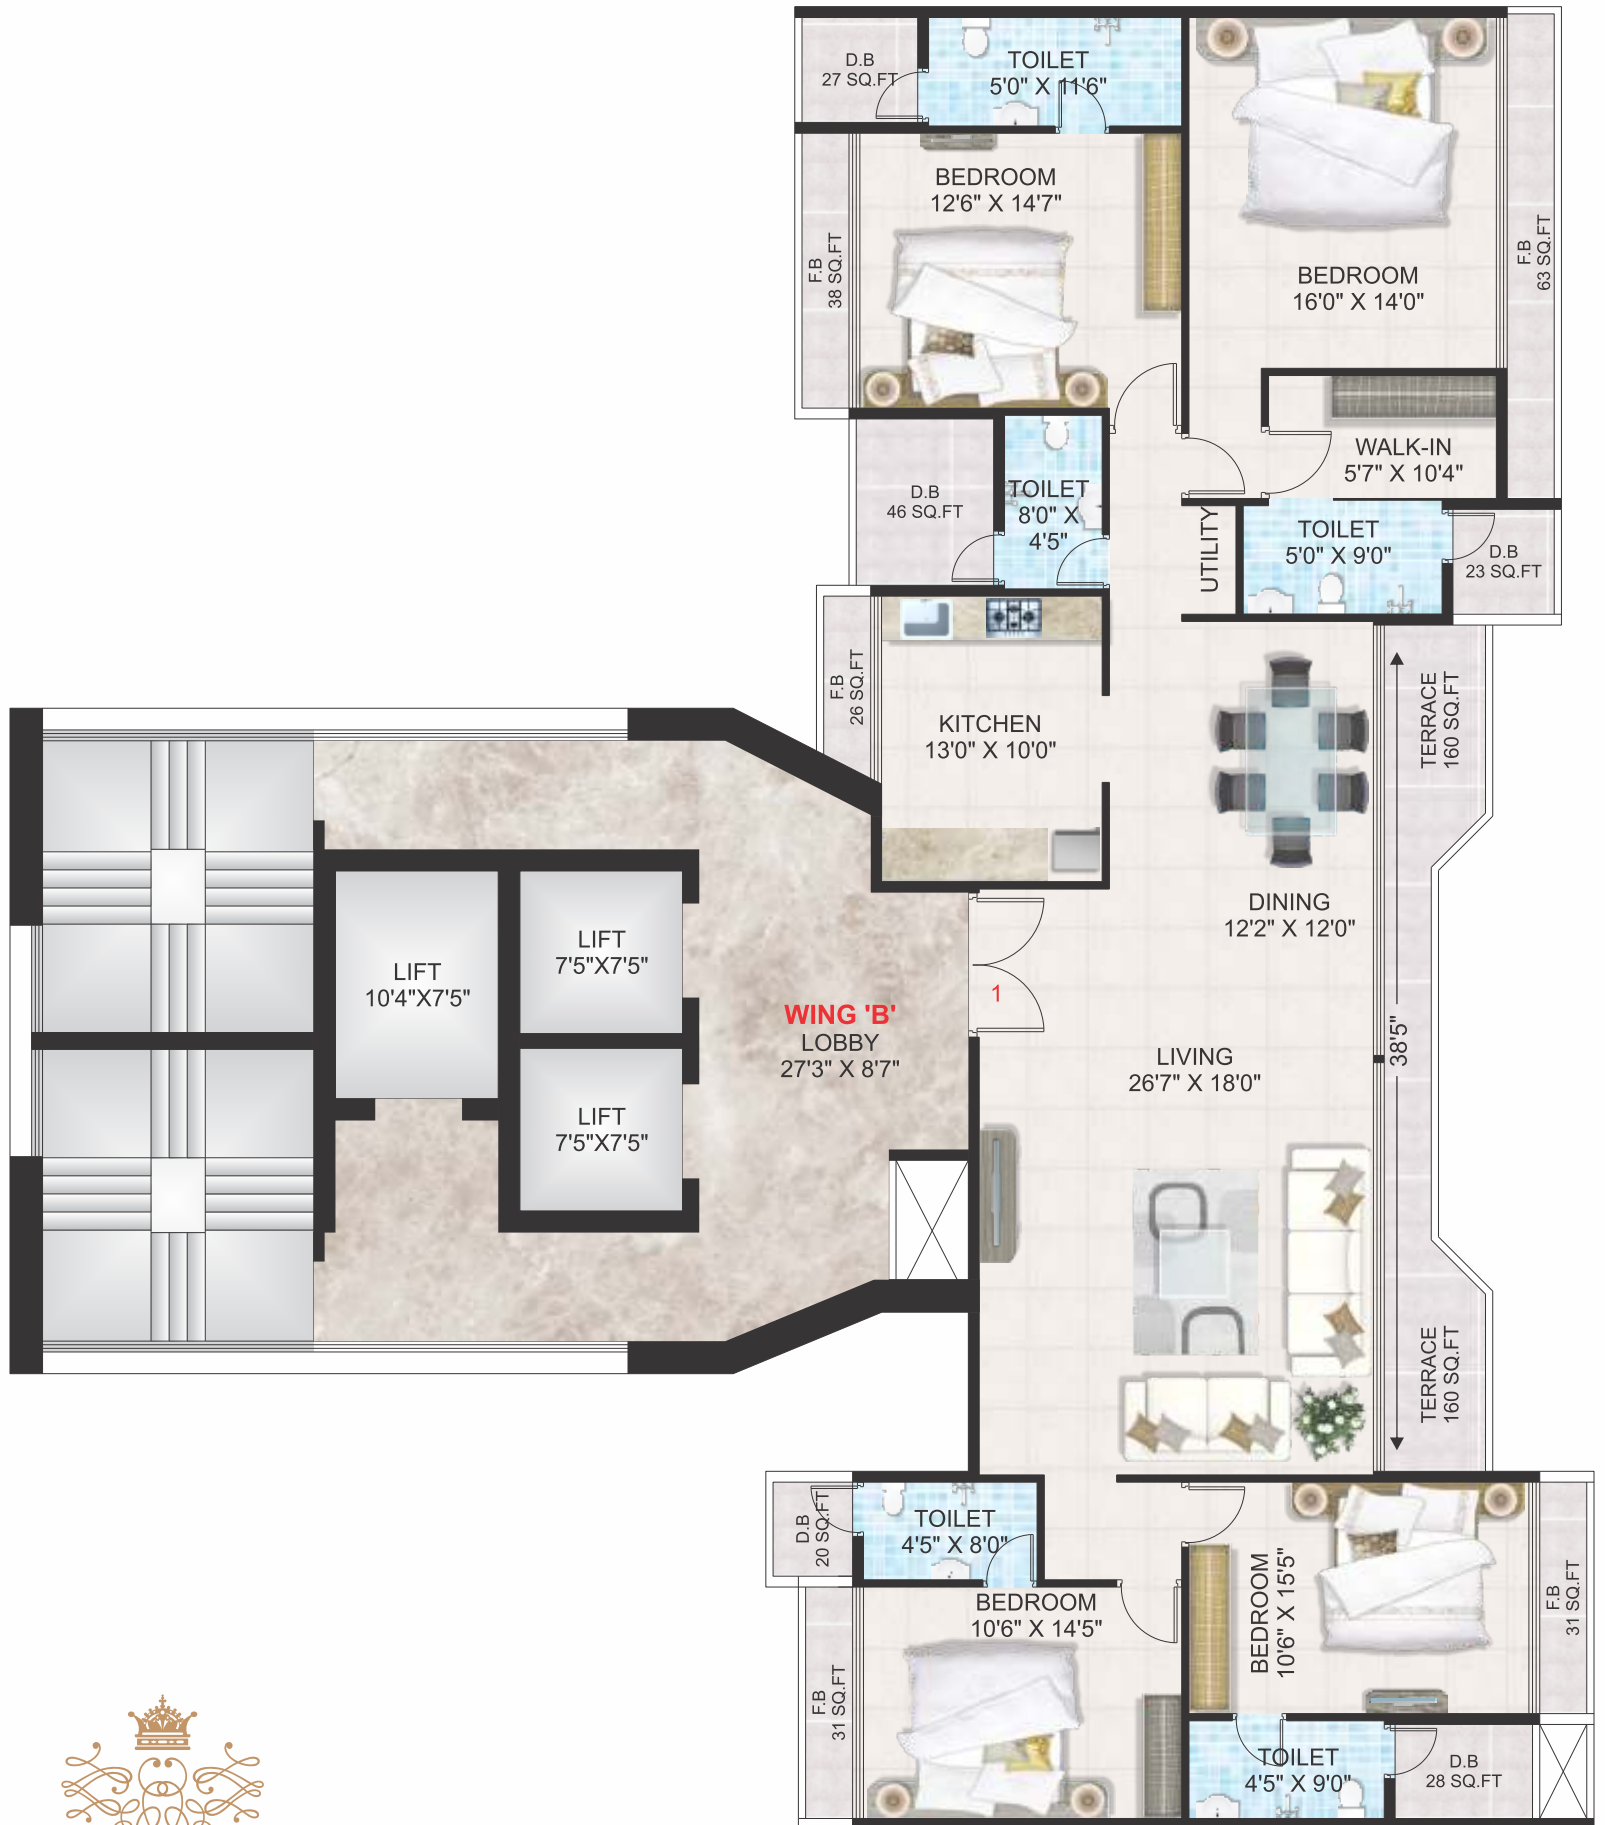 D.B
27 SQ.FT
TOILET
5'0" X 11'6"
BEDROOM
12'6" X 14'7"
F.B
38 SQ.FT
BEDROOM
16'0" X 14'0"
F.B
63 SQ.FT
WALK-IN
5'7" X 10'4"
D.B
46 SQ.FT
TOILET
8'0" X
4'5"
UTILITY
TOILET
5'0" X 9'0"
D.B
23 SQ.FT
F.B
26 SQ.FT
KITCHEN
13'0" X 10'0"
TERRACE
160 SQ.FT
DINING
12'2" X 12'0"
LIFT
10'4"X7'5"
LIFT
7'5"X7'5"
LIFT
7'5"X7'5"
WING 'B'
LOBBY
27'3" X 8'7"
1
LIVING
26'7" X 18'0"
38'5"
TERRACE
160 SQ.FT
D.B
20 SQ.FT
TOILET
4'5" X 8'0"
BEDROOM
10'6" X 14'5"
F.B
31 SQ.FT
BEDROOM
10'6" X 15'5"
F.B
31 SQ.FT
TOILET
4'5" X 9'0"
D.B
28 SQ.FT